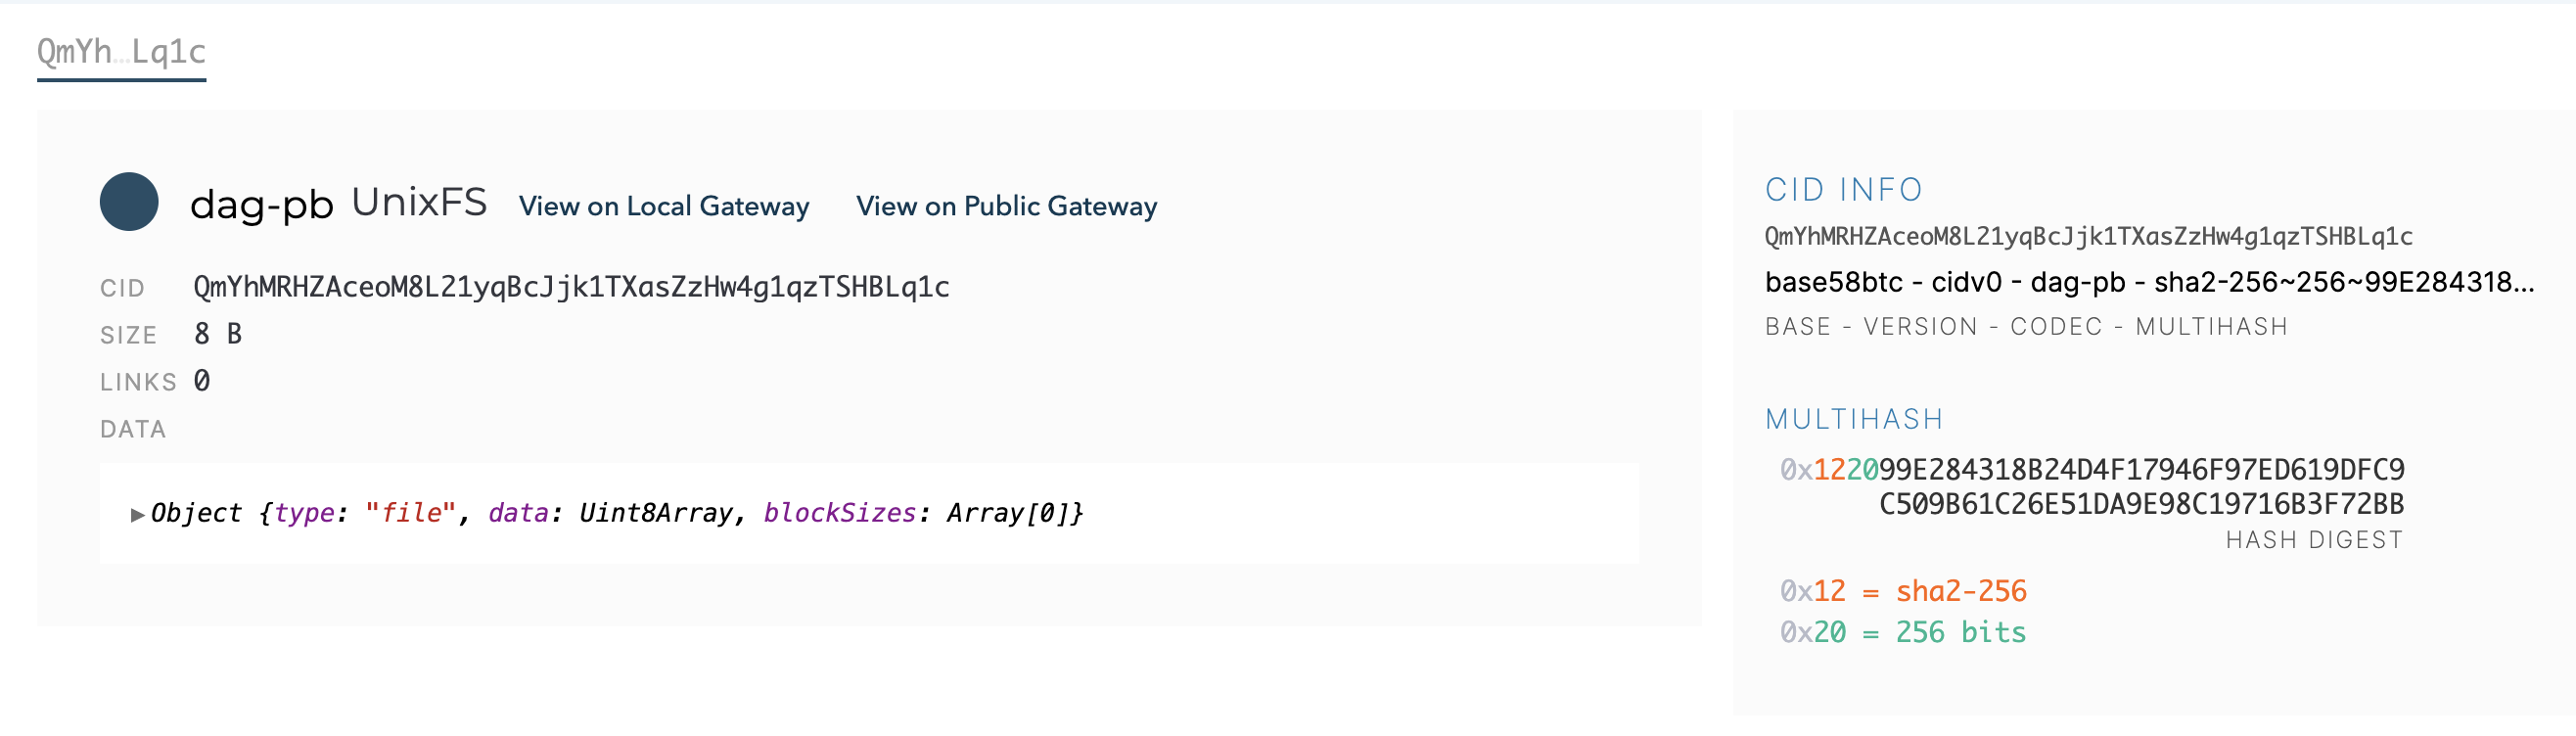 QmYh…Lq1c
dag-pb UnixFS View on Local Gateway View on Public Gateway
CID QmYhMRHZAceoM8L21yqBcJjk1TXasZzHw4g1qzTSHBLq1c
SIZE 8 B
LINKS 0
DATA
▶Object {type: "file", data: Uint8Array, blockSizes: Array[0]}
CID INFO
QmYhMRHZAceoM8L21yqBcJjk1TXasZzHw4g1qzTSHBLq1c
base58btc - cidv0 - dag-pb - sha2-256~256~99E284318...
BASE - VERSION - CODEC - MULTIHASH
MULTIHASH
0x122099E284318B24D4F17946F97ED619DFC9
C509B61C26E51DA9E98C19716B3F72BB
HASH DIGEST
0x12 = sha2-256
0x20 = 256 bits